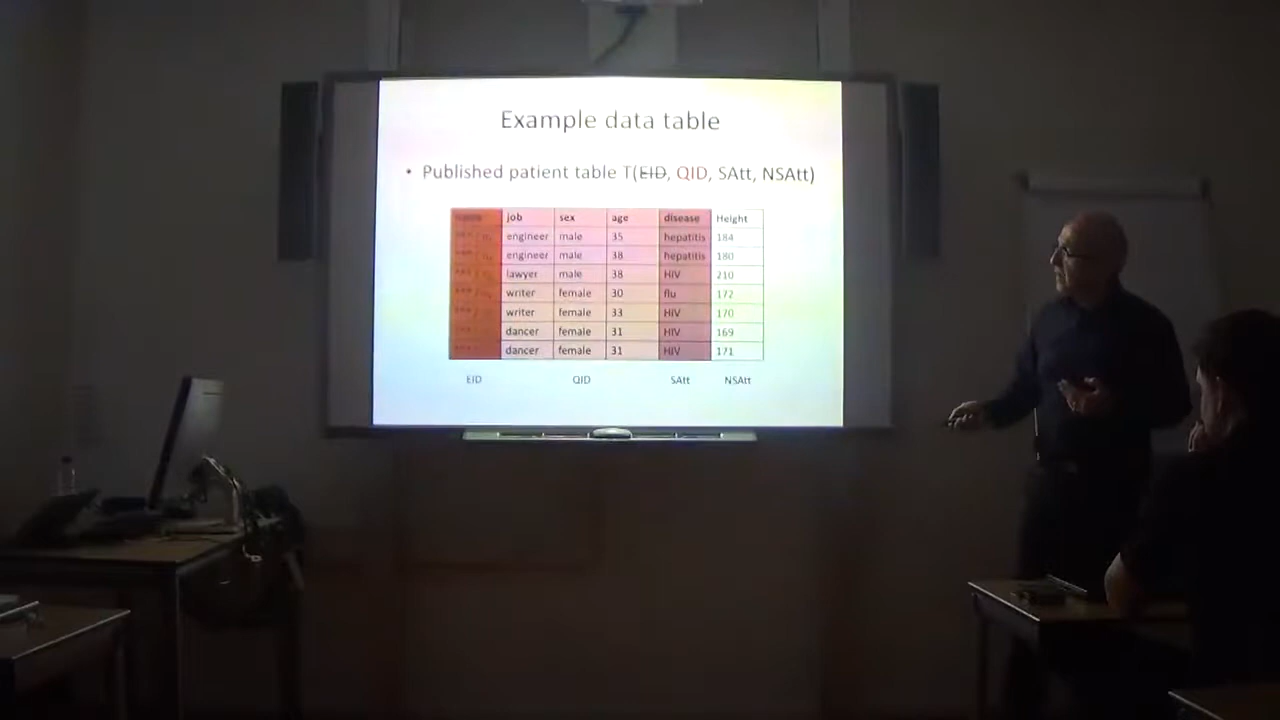 Example data table
• Published patient table T(EID, QID, SAtt, NSAtt)
name job sex age disease Height
engineer male 35 hepatitis 184
engineer male 38 hepatitis 180
lawyer male 38 HIV 210
writer female 30 flu 172
writer female 33 HIV 170
dancer female 31 HIV 169
dancer female 31 HIV 171
EID QID SAtt NSAtt